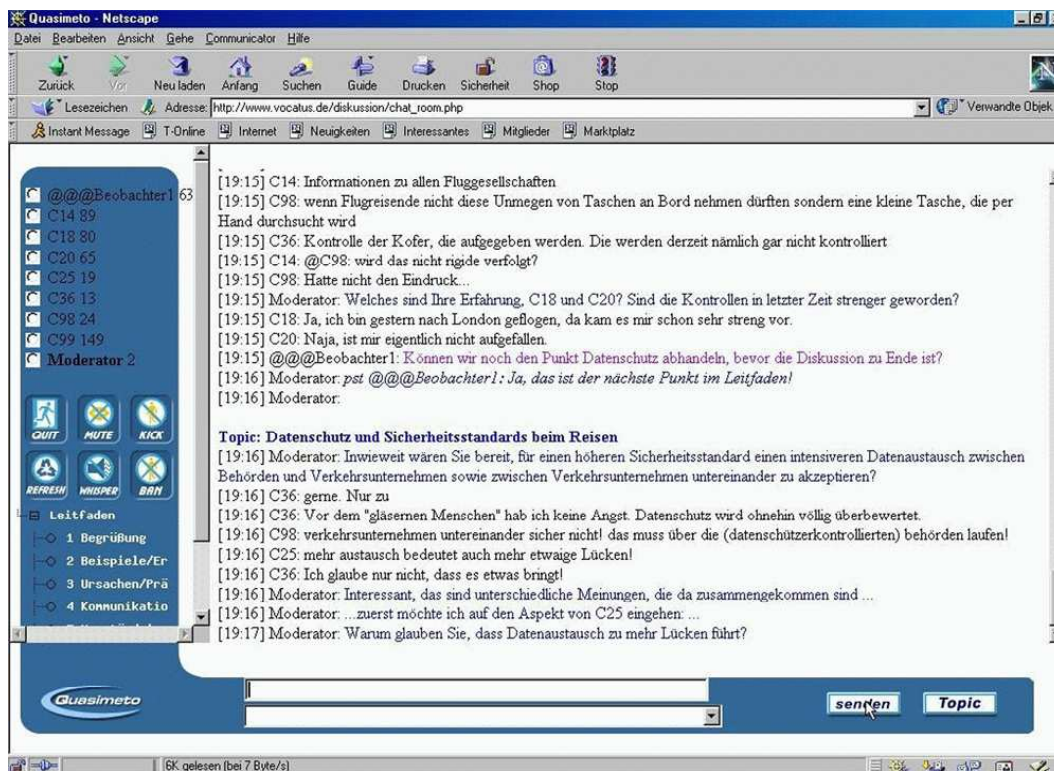 Quasimeto - Netscape
Datei Bearbeiten Ansicht Gehe Communicator Hilfe
Zurück Vor Neu laden Anfang Suchen Guide Drucken Sicherheit Shop Stop
Lesezeichen Adresse: http://www.vocatus.de/diskussion/chat_room.php Verwandte Objek
Instant Message T-Online Internet Neuigkeiten Interessantes Mitglieder Marktplatz
@@@Beobachter1 63
C14 89
C18 80
C20 65
C25 19
C36 13
C98 24
C99 149
Moderator 2
QUIT MUTE KICK
REFRESH WHISPER BAN
Leitfaden
1 Begrüßung
2 Beispiele/Er
3 Ursachen/Prä
4 Kommunikatio
[19:15] C14: Informationen zu allen Fluggesellschaften
[19:15] C98: wenn Flugreisende nicht diese Unmegen von Taschen an Bord nehmen dürften sondern eine kleine Tasche, die per
Hand durchsucht wird
[19:15] C36: Kontrolle der Kofer, die aufgegeben werden. Die werden derzeit nämlich gar nicht kontrolliert
[19:15] C14: @C98: wird das nicht rigide verfolgt?
[19:15] C98: Hatte nicht den Eindruck...
[19:15] Moderator: Welches sind Ihre Erfahrung, C18 und C20? Sind die Kontrollen in letzter Zeit strenger geworden?
[19:15] C18: Ja, ich bin gestern nach London geflogen, da kam es mir schon sehr streng vor.
[19:15] C20: Naja, ist mir eigentlich nicht aufgefallen.
[19:15] @@@Beobachter1: Können wir noch den Punkt Datenschutz abhandeln, bevor die Diskussion zu Ende ist?
[19:16] Moderator: pst @@@Beobachter1: Ja, das ist der nächste Punkt im Leitfaden!
[19:16] Moderator:
Topic: Datenschutz und Sicherheitsstandards beim Reisen
[19:16] Moderator: Inwieweit wären Sie bereit, für einen höheren Sicherheitsstandard einen intensiveren Datenaustausch zwischen
Behörden und Verkehrsunternehmen sowie zwischen Verkehrsunternehmen untereinander zu akzeptieren?
[19:16] C36: gerne. Nur zu
[19:16] C36: Vor dem "gläsernen Menschen" hab ich keine Angst. Datenschutz wird ohnehin völlig überbewertet.
[19:16] C98: verkehrsunternehmen untereinander sicher nicht! das muss über die (datenschützerkontrollierten) behörden laufen!
[19:16] C25: mehr austausch bedeutet auch mehr etwaige Lücken!
[19:16] C36: Ich glaube nur nicht, dass es etwas bringt!
[19:16] Moderator: Interessant, das sind unterschiedliche Meinungen, die da zusammengekommen sind ...
[19:16] Moderator: ...zuerst möchte ich auf den Aspekt von C25 eingehen: ...
[19:17] Moderator: Warum glauben Sie, dass Datenaustausch zu mehr Lücken führt?
Quasimeto
senden Topic
6K gelesen (bei 7 Byte/s)